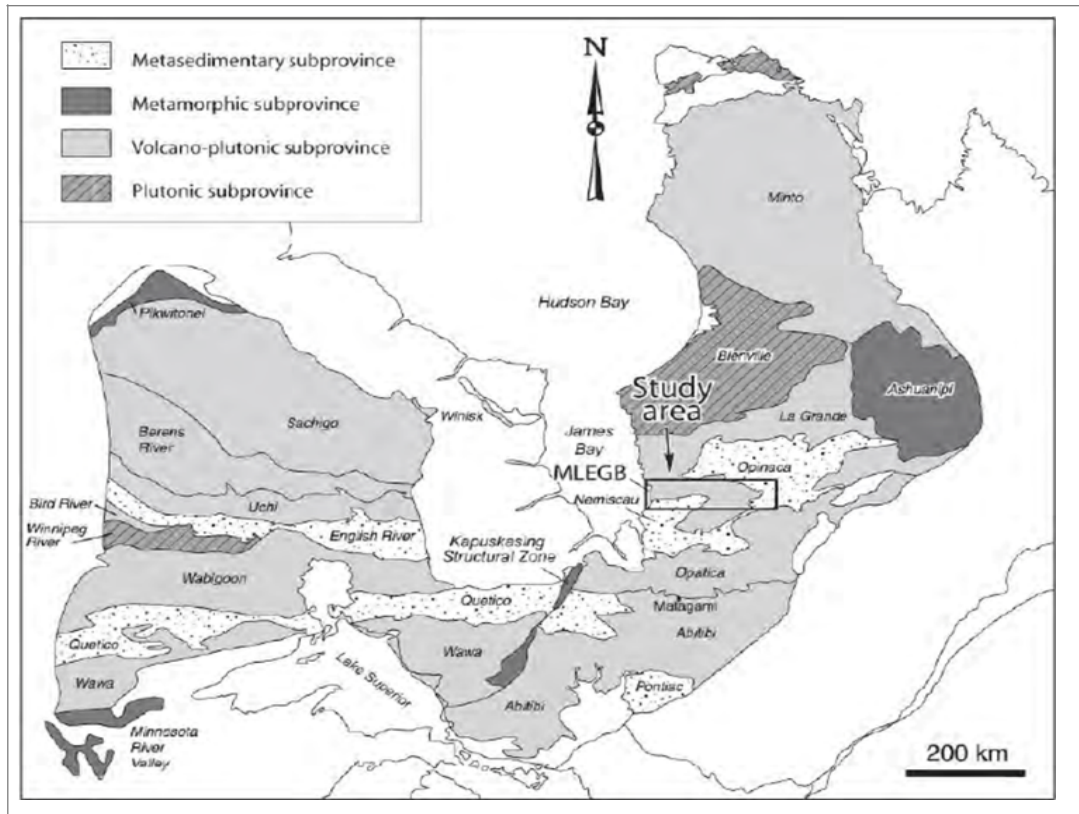 Metasedimentary subprovince
Metamorphic subprovince
Volcano-plutonic subprovince
Plutonic subprovince
N
Minto
Hudson Bay
Pikwitonei
Bienville
Ashuanipi
Study
area
La Grande
Sachigo
Winisk
Berens
River
James
Bay
MLEGB
Opinaca
Nemiscau
Uchi
Bird River
Winnipeg
River
English River
Kapuskasing
Structural Zone
Wabigoon
Opatica
Quetico
Matagami
Abitibi
Quetico
Wawa
Wawa
Lake Superior
Abitibi
Pontiac
Minnesota
River
Valley
200 km